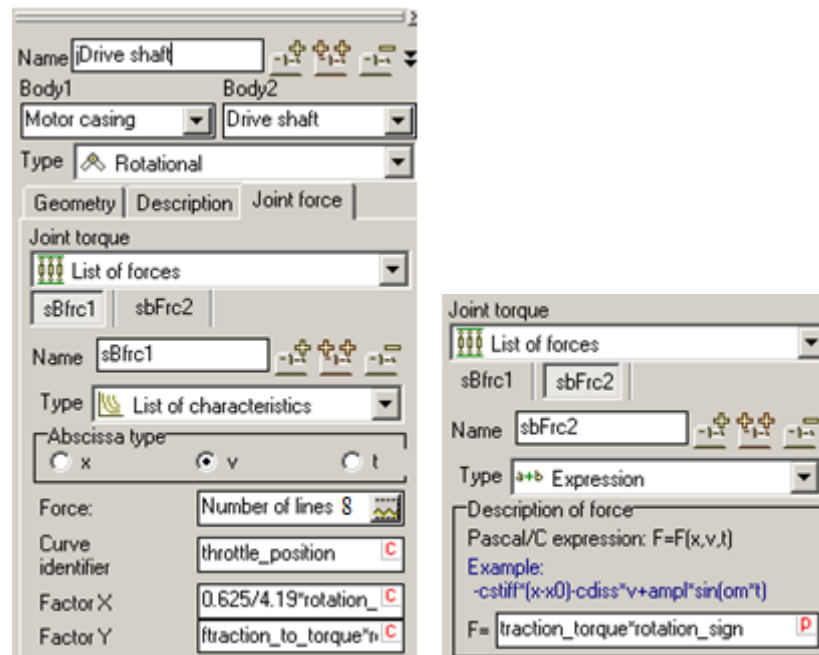 Name jDrive shaft
Body1 Body2
Motor casing Drive shaft
Type Rotational
Geometry Description Joint force
Joint torque
List of forces
sBfrc1 sbFrc2
Name sBfrc1
Type List of characteristics
Abscissa type
x v t
Force: Number of lines 8
Curve
identifier
throttle_position C
Factor X 0.625/4.19*rotation_ C
Factor Y ftraction_to_torque*r C
Joint torque
List of forces
sBfrc1 sbFrc2
Name sbFrc2
Type a+b Expression
Description of force
Pascal/C expression: F=F(x,v,t)
Example:
-cstiff*(x-x0)-cdiss*v+ampl*sin(om*t)
F= traction_torque*rotation_sign P